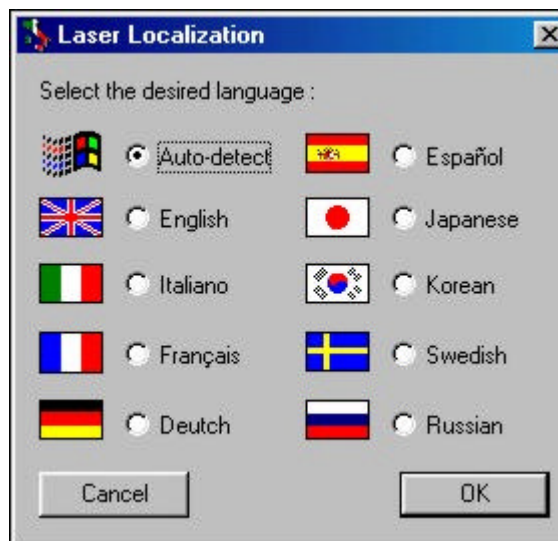 Laser Localization
Select the desired language :
Auto-detect
Español
English
Japanese
Italiano
Korean
Français
Swedish
Deutch
Russian
Cancel
OK